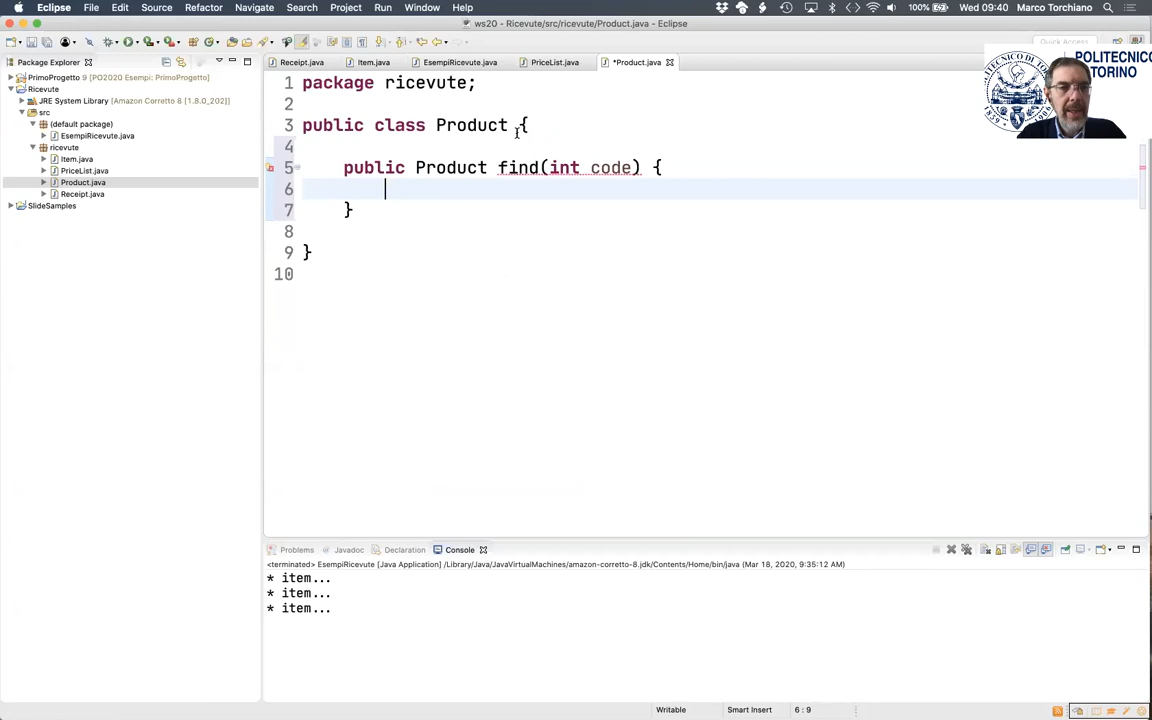 Eclipse File Edit Source Refactor Navigate Search Project Run Window Help 100% Wed 09:40 Marco Torchiano
ws20 - Ricevute/src/ricevute/Product.java - Eclipse
Quick Access
Package Explorer
Receipt.java Item.java EsempiRicevute.java PriceList.java *Product.java
POLITECNICO
TORINO
PrimoProgetto 9 [PO2020 Esempi: PrimoProgetto]
Ricevute
JRE System Library [Amazon Corretto 8 [1.8.0_202]]
src
(default package)
EsempiRicevute.java
ricevute
Item.java
PriceList.java
Product.java
Receipt.java
SlideSamples
1 package ricevute;
2
3 public class Product {
4
5 public Product find(int code) {
6
7 }
8
9 }
10
Problems Javadoc Declaration Console
<terminated> EsempiRicevute [Java Application] /Library/Java/JavaVirtualMachines/amazon-corretto-8.jdk/Contents/Home/bin/java (Mar 18, 2020, 9:35:12 AM)
* item...
* item...
* item...
Writable Smart Insert 6 : 9